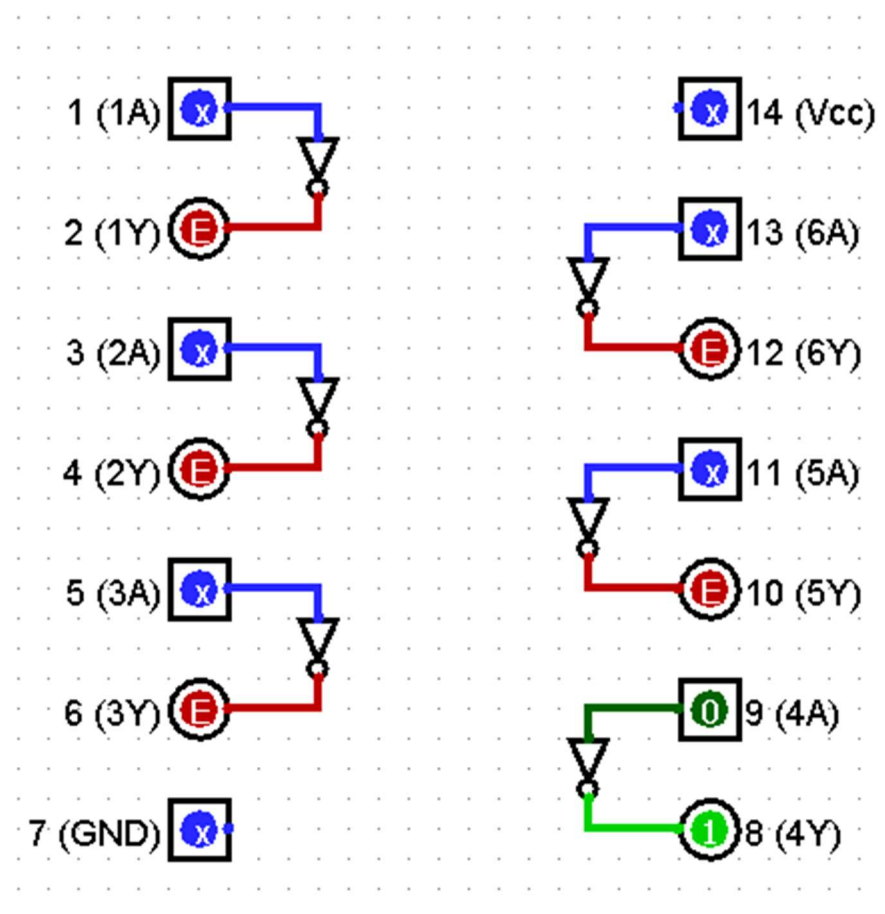 1 (1A) x
x 14 (Vcc)
2 (1Y) E
x 13 (6A)
3 (2A) x
E 12 (6Y)
4 (2Y) E
x 11 (5A)
5 (3A) x
E 10 (5Y)
6 (3Y) E
0 9 (4A)
7 (GND) x
1 8 (4Y)